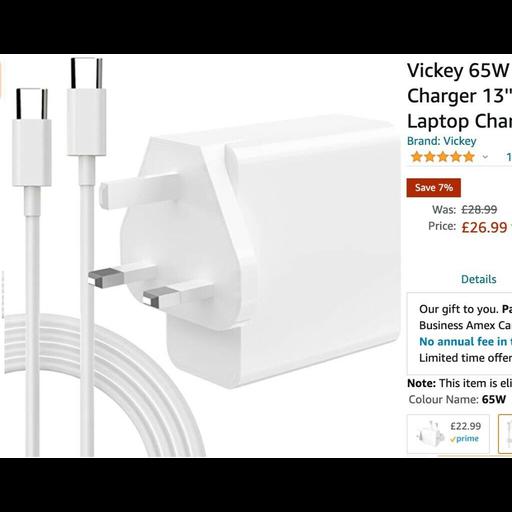 Vickey 65W
Charger 13"
Laptop Char
Brand: Vickey
1
Save 7%
Was: £28.99
Price: £26.99
Details
Our gift to you. Pa
Business Amex Ca
No annual fee in t
Limited time offer
Note: This item is eli
Colour Name: 65W
£22.99
prime